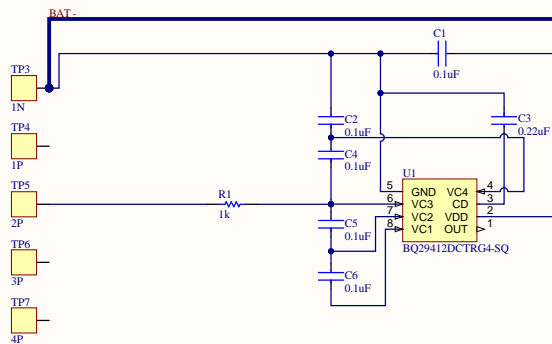 BAT -
C1
0.1uF
TP3
1N
C2
0.1uF
C3
0.22uF
TP4
1P
C4
0.1uF
U1
TP5
2P
R1
1k
5 GND VC4 4
6 VC3 CD 3
7 VC2 VDD 2
8 VC1 OUT 1
BQ29412DCTRG4-SQ
C5
0.1uF
TP6
3P
C6
0.1uF
TP7
4P